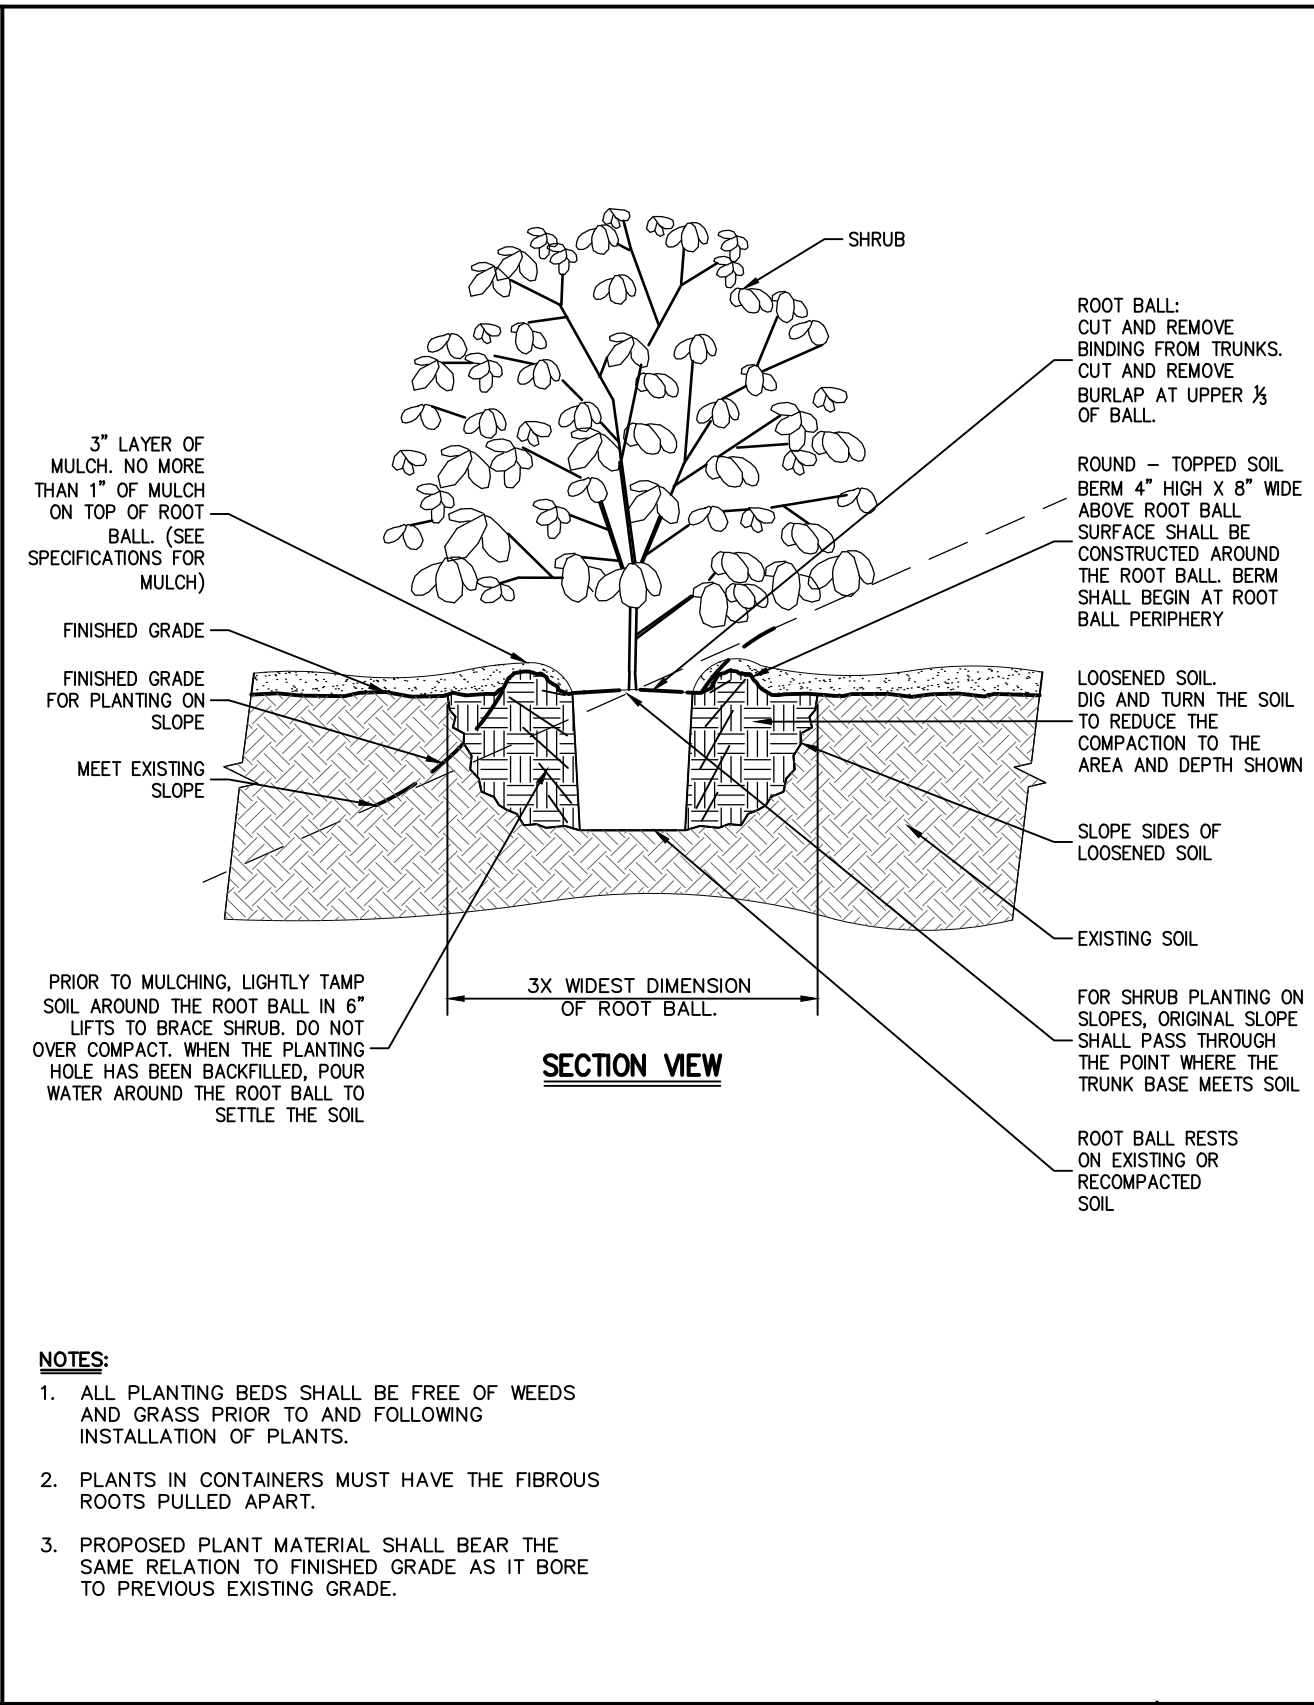 SHRUB
ROOT BALL:
CUT AND REMOVE
BINDING FROM TRUNKS.
CUT AND REMOVE
BURLAP AT UPPER ⅓
OF BALL.
3" LAYER OF
MULCH. NO MORE
THAN 1" OF MULCH
ON TOP OF ROOT
BALL. (SEE
SPECIFICATIONS FOR
MULCH)
ROUND – TOPPED SOIL
BERM 4" HIGH X 8" WIDE
ABOVE ROOT BALL
SURFACE SHALL BE
CONSTRUCTED AROUND
THE ROOT BALL. BERM
SHALL BEGIN AT ROOT
BALL PERIPHERY
FINISHED GRADE
FINISHED GRADE
FOR PLANTING ON
SLOPE
MEET EXISTING
SLOPE
LOOSENED SOIL.
DIG AND TURN THE SOIL
TO REDUCE THE
COMPACTION TO THE
AREA AND DEPTH SHOWN
SLOPE SIDES OF
LOOSENED SOIL
EXISTING SOIL
PRIOR TO MULCHING, LIGHTLY TAMP
SOIL AROUND THE ROOT BALL IN 6"
LIFTS TO BRACE SHRUB. DO NOT
OVER COMPACT. WHEN THE PLANTING
HOLE HAS BEEN BACKFILLED, POUR
WATER AROUND THE ROOT BALL TO
SETTLE THE SOIL
3X WIDEST DIMENSION
OF ROOT BALL.
SECTION VIEW
FOR SHRUB PLANTING ON
SLOPES, ORIGINAL SLOPE
SHALL PASS THROUGH
THE POINT WHERE THE
TRUNK BASE MEETS SOIL
ROOT BALL RESTS
ON EXISTING OR
RECOMPACTED
SOIL
NOTES:
1. ALL PLANTING BEDS SHALL BE FREE OF WEEDS
AND GRASS PRIOR TO AND FOLLOWING
INSTALLATION OF PLANTS.
2. PLANTS IN CONTAINERS MUST HAVE THE FIBROUS
ROOTS PULLED APART.
3. PROPOSED PLANT MATERIAL SHALL BEAR THE
SAME RELATION TO FINISHED GRADE AS IT BORE
TO PREVIOUS EXISTING GRADE.